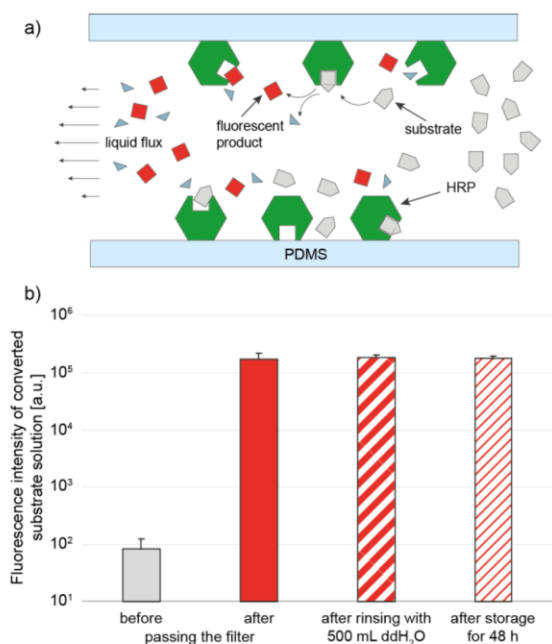 a)
liquid flux
fluorescent
product
substrate
HRP
PDMS
b)
Fluorescence intensity of converted
substrate solution [a.u.]
10⁶
10⁵
10⁴
10³
10²
10¹
before
after
passing the filter
after rinsing with
500 mL ddH₂O
after storage
for 48 h